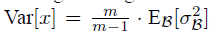 Var[x] = m/(m−1) · E_B[σ_B^2]